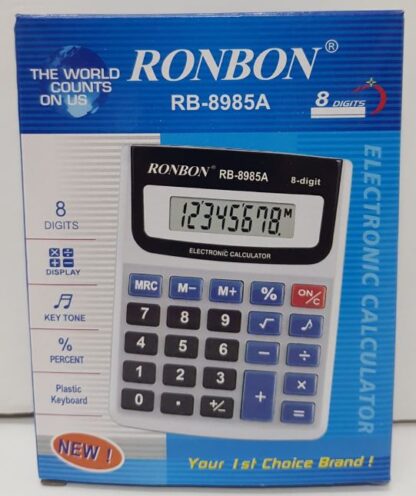 THE WORLD
COUNTS
ON US
RONBON®
RB-8985A
8 DIGITS
ELECTRONIC CALCULATOR
8
DIGITS
DISPLAY
KEY TONE
%
PERCENT
Plastic
Keyboard
NEW !
RONBON® RB-8985A
8-digit
12345678. M
ELECTRONIC CALCULATOR
MRC M− M+ % ON/C
7 8 9 √ ♪
4 5 6 − ÷
1 2 3 + ×
0 . +/− =
Your 1st Choice Brand !